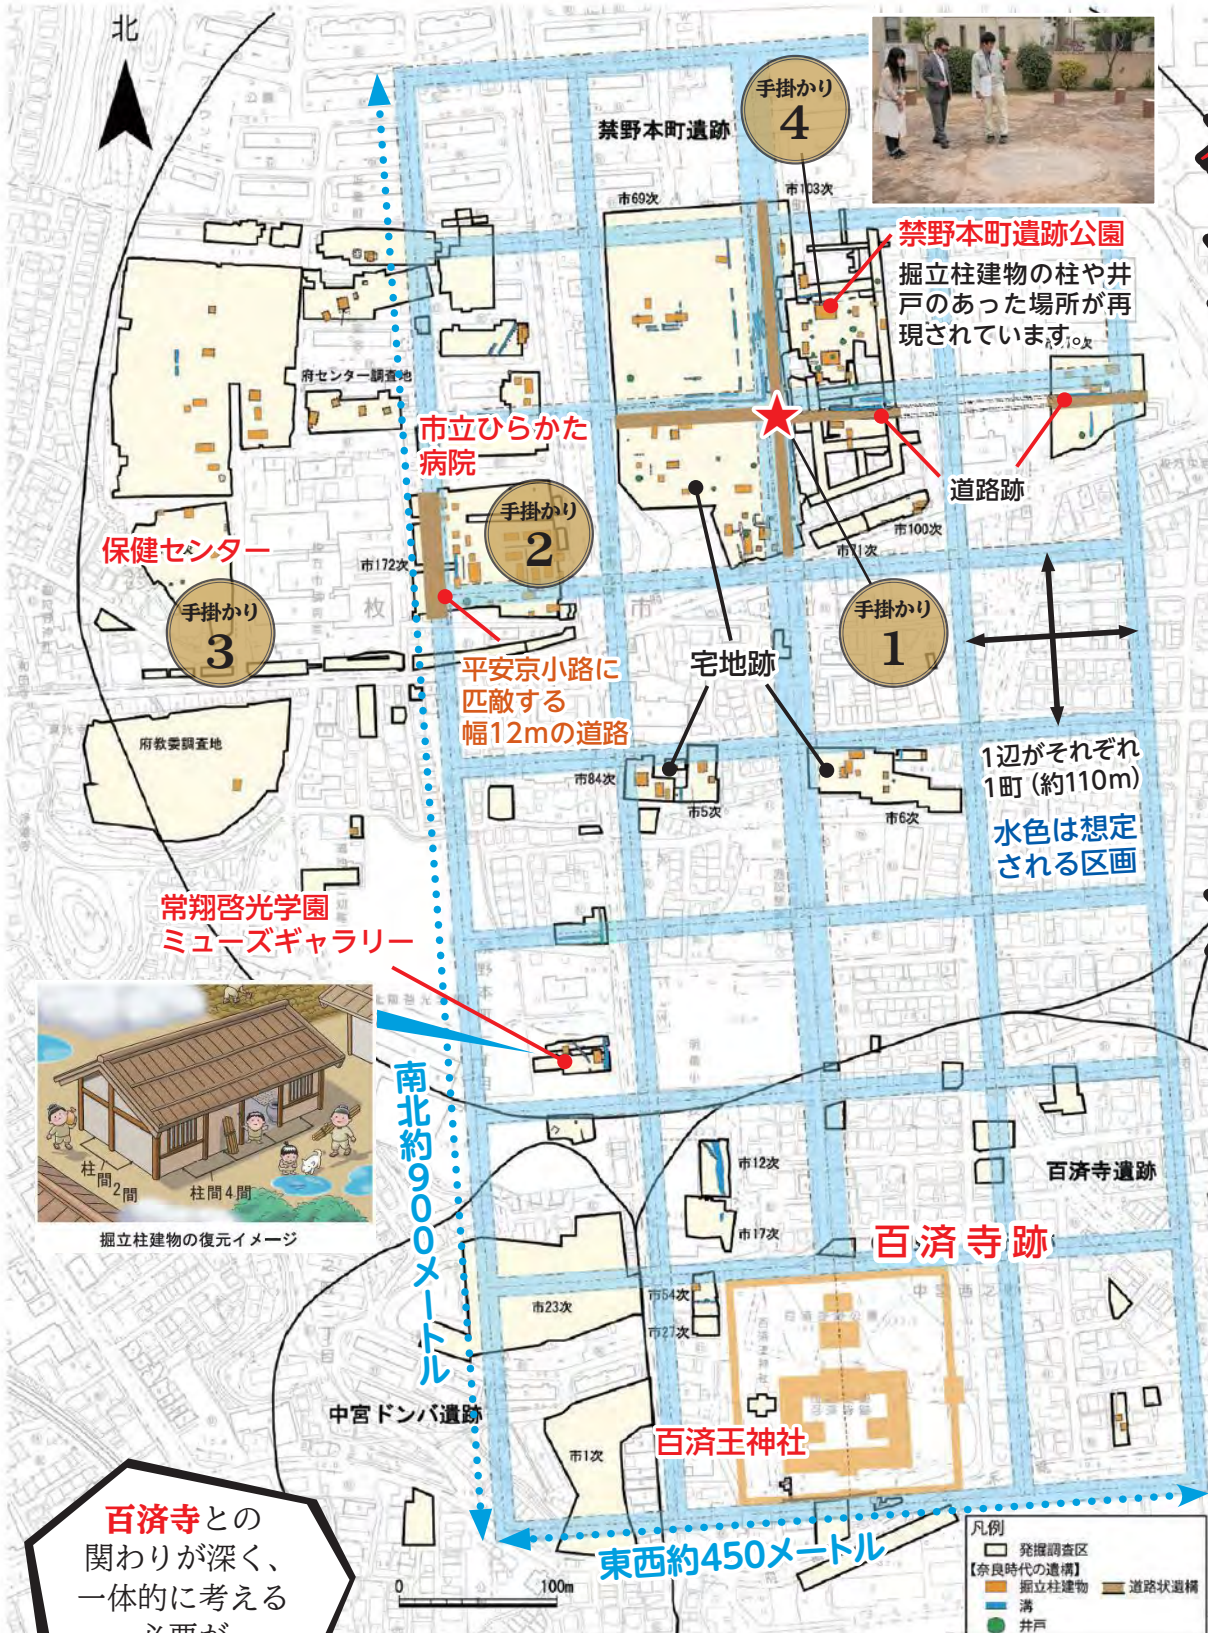 北
手掛かり
4
禁野本町遺跡
市69次
市103次
禁野本町遺跡公園
掘立柱建物の柱や井
戸のあった場所が再
現されています。
府センター調査地
市立ひらかた
病院
道路跡
手掛かり
2
市100次
保健センター
市172次
手掛かり
3
枚
市
手掛かり
1
平安京小路に
匹敵する
幅12mの道路
宅地跡
府教委調査地
市84次
市5次
市6次
1辺がそれぞれ
1町(約110m)
水色は想定
される区画
常翔啓光学園
ミューズギャラリー
南北約900メートル
柱間2間
柱間4間
掘立柱建物の復元イメージ
市12次
市17次
百済寺遺跡
百済寺跡
市54次
市27次
市23次
中宮ドンバ遺跡
百済王神社
市1次
東西約450メートル
百済寺との
関わりが深く、
一体的に考える
必要が
0 100m
凡例
発掘調査区
【奈良時代の遺構】
掘立柱建物 道路状遺構
溝
井戸